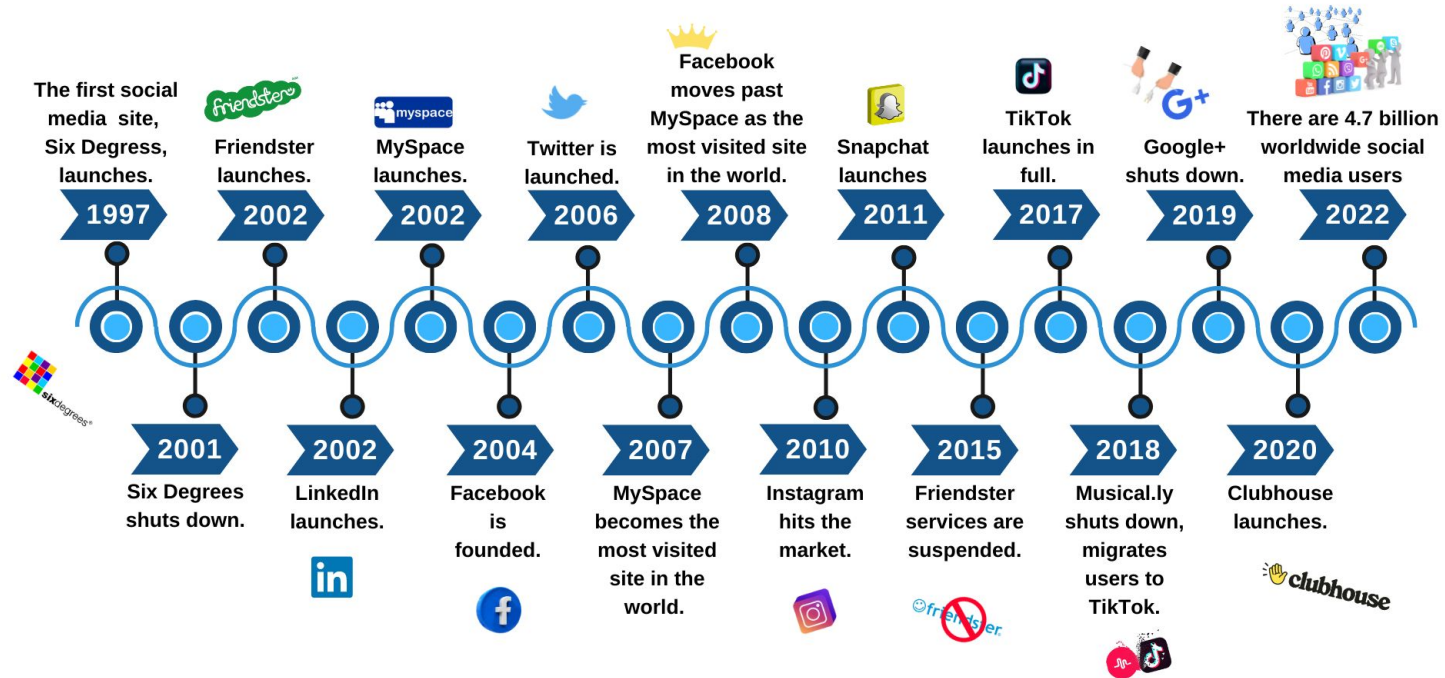 The first social
media site,
Six Degress,
launches.
1997
friendster
Friendster
launches.
2002
myspace
MySpace
launches.
2002
Twitter is
launched.
2006
Facebook
moves past
MySpace as the
most visited site
in the world.
2008
Snapchat
launches
2011
TikTok
launches in
full.
2017
G+
Google+
shuts down.
2019
There are 4.7 billion
worldwide social
media users
2022
sixdegrees®
2001
Six Degrees
shuts down.
2002
LinkedIn
launches.
in
2004
Facebook
is
founded.
f
2007
MySpace
becomes the
most visited
site in the
world.
2010
Instagram
hits the
market.
2015
Friendster
services are
suspended.
friendster
2018
Musical.ly
shuts down,
migrates
users to
TikTok.
2020
Clubhouse
launches.
clubhouse